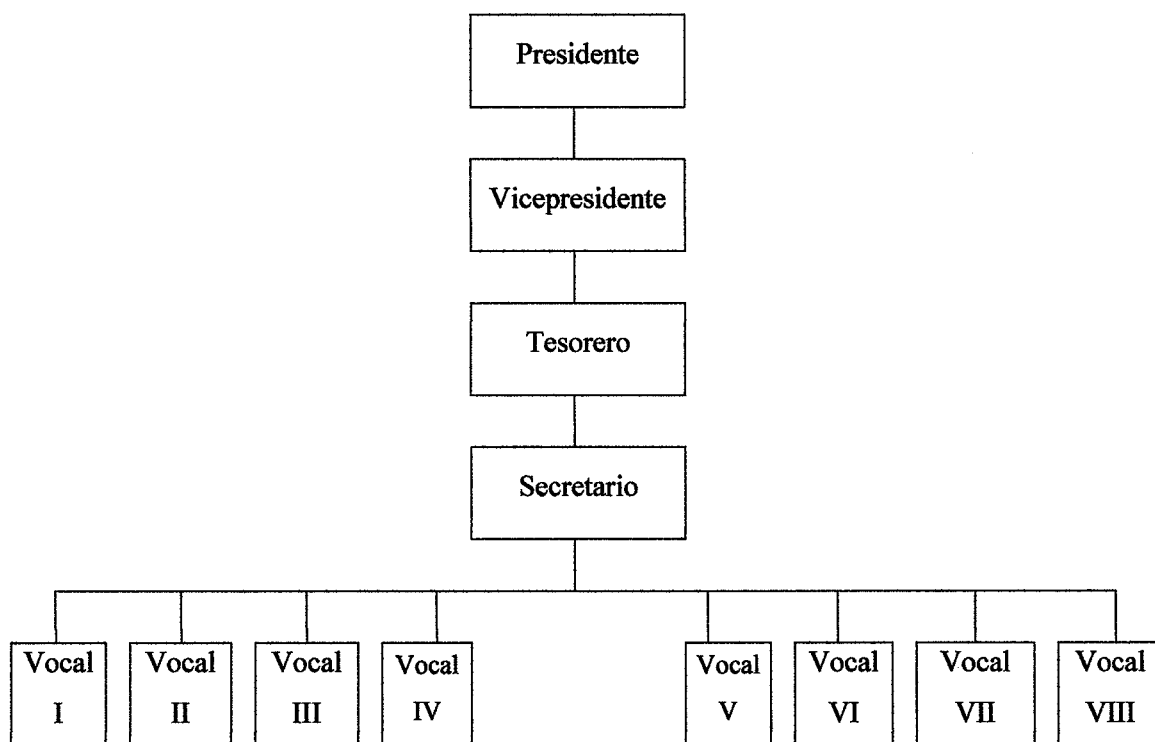 Presidente
Vicepresidente
Tesorero
Secretario
Vocal
I
Vocal
II
Vocal
III
Vocal
IV
Vocal
V
Vocal
VI
Vocal
VII
Vocal
VIII